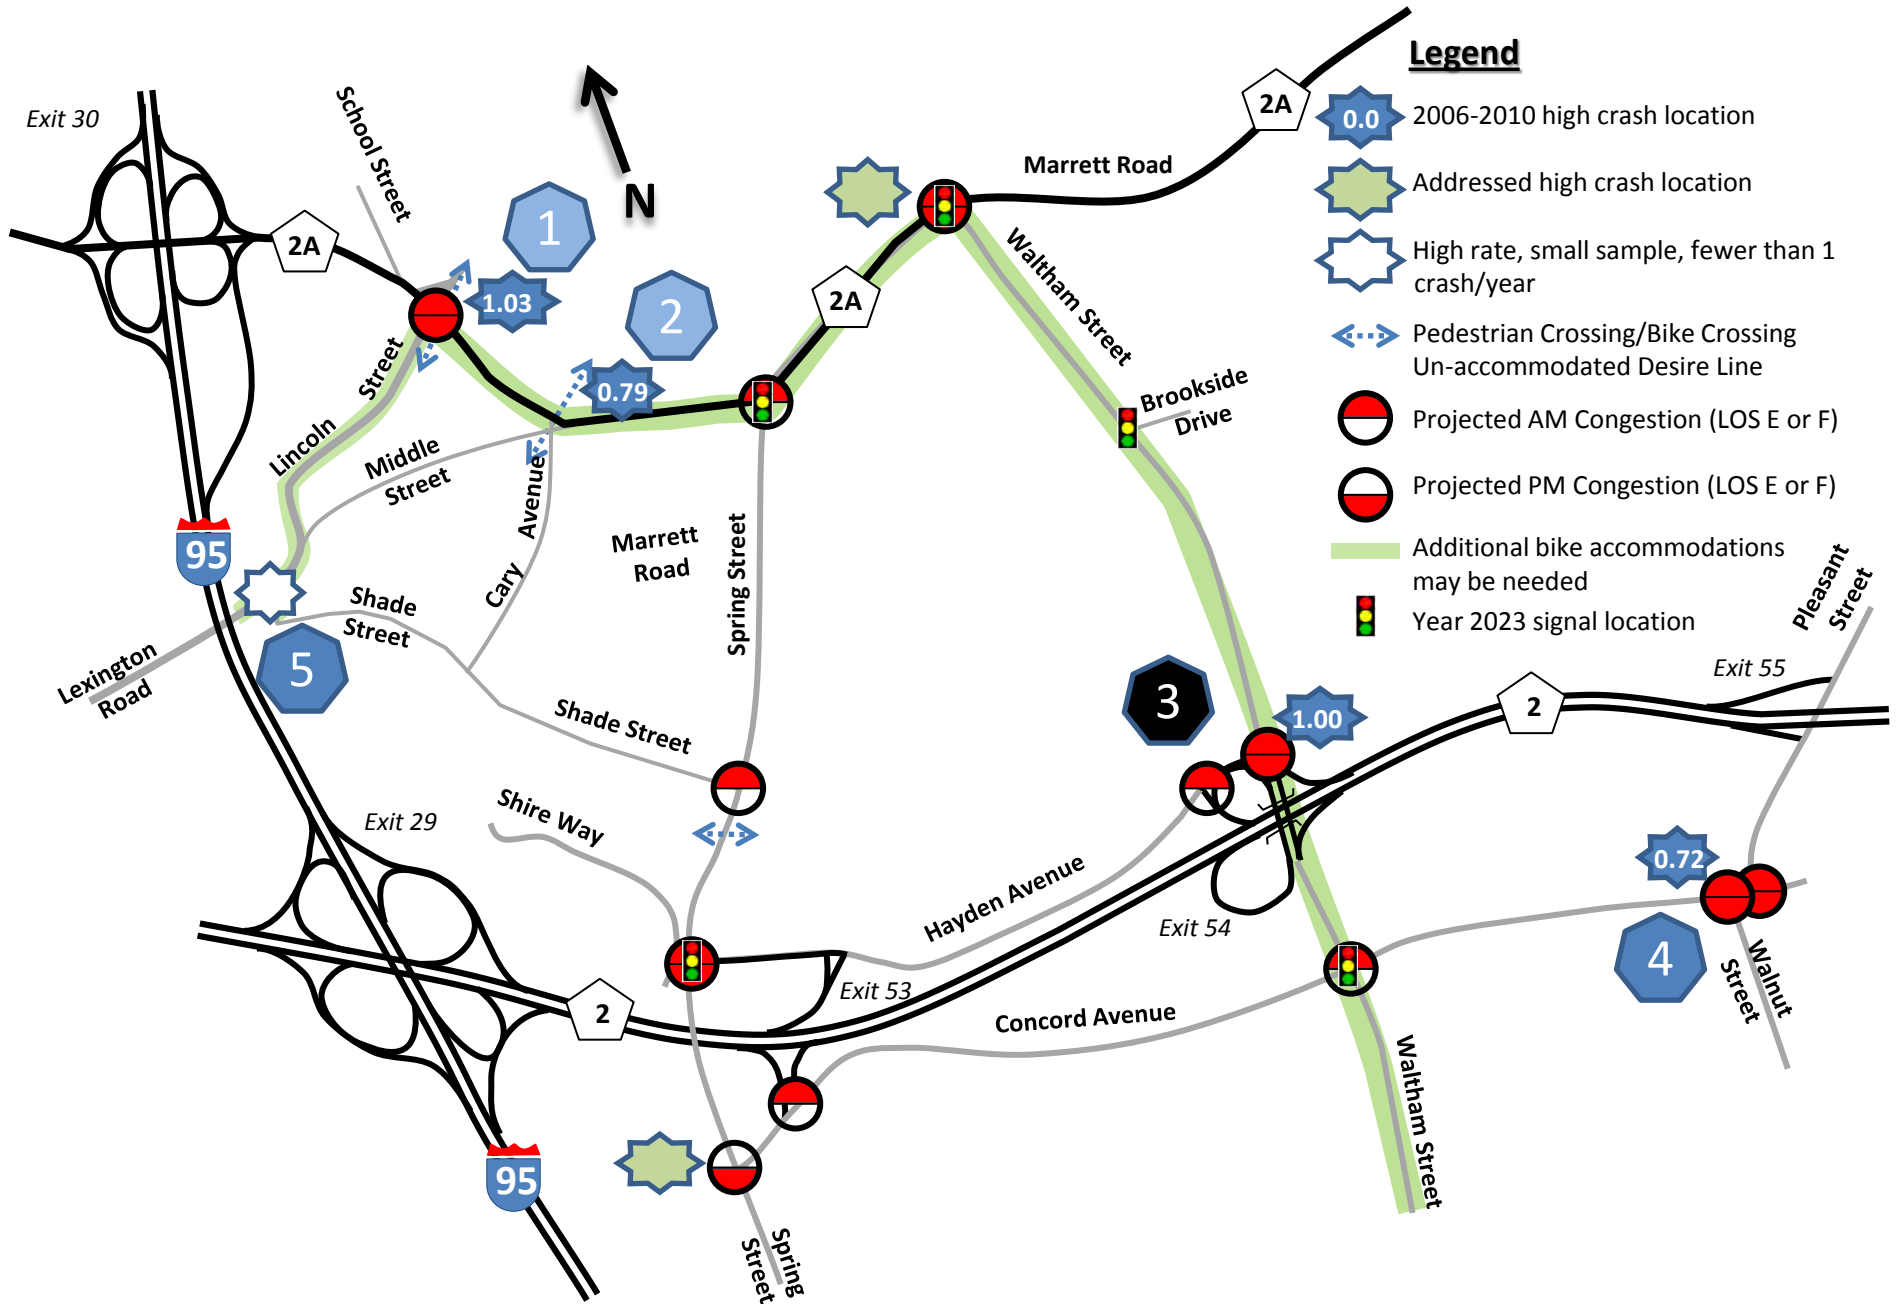 Legend
0.0
2006-2010 high crash location
Addressed high crash location
High rate, small sample, fewer than 1
crash/year
Pedestrian Crossing/Bike Crossing
Un-accommodated Desire Line
Projected AM Congestion (LOS E or F)
Projected PM Congestion (LOS E or F)
Additional bike accommodations
may be needed
Year 2023 signal location
Exit 30
School Street
N
2A
Marrett Road
2A
1
1.03
2
0.79
2A
Waltham Street
Brookside
Drive
Lincoln
Street
Middle
Street
Cary
Avenue
Marrett
Road
Spring Street
95
Shade
Street
5
Lexington
Road
Shade Street
Shire Way
Exit 29
3
1.00
2
Exit 55
Pleasant
Street
Hayden Avenue
Exit 54
0.72
4
Walnut
Street
2
Exit 53
Concord Avenue
Waltham Street
95
Spring
Street